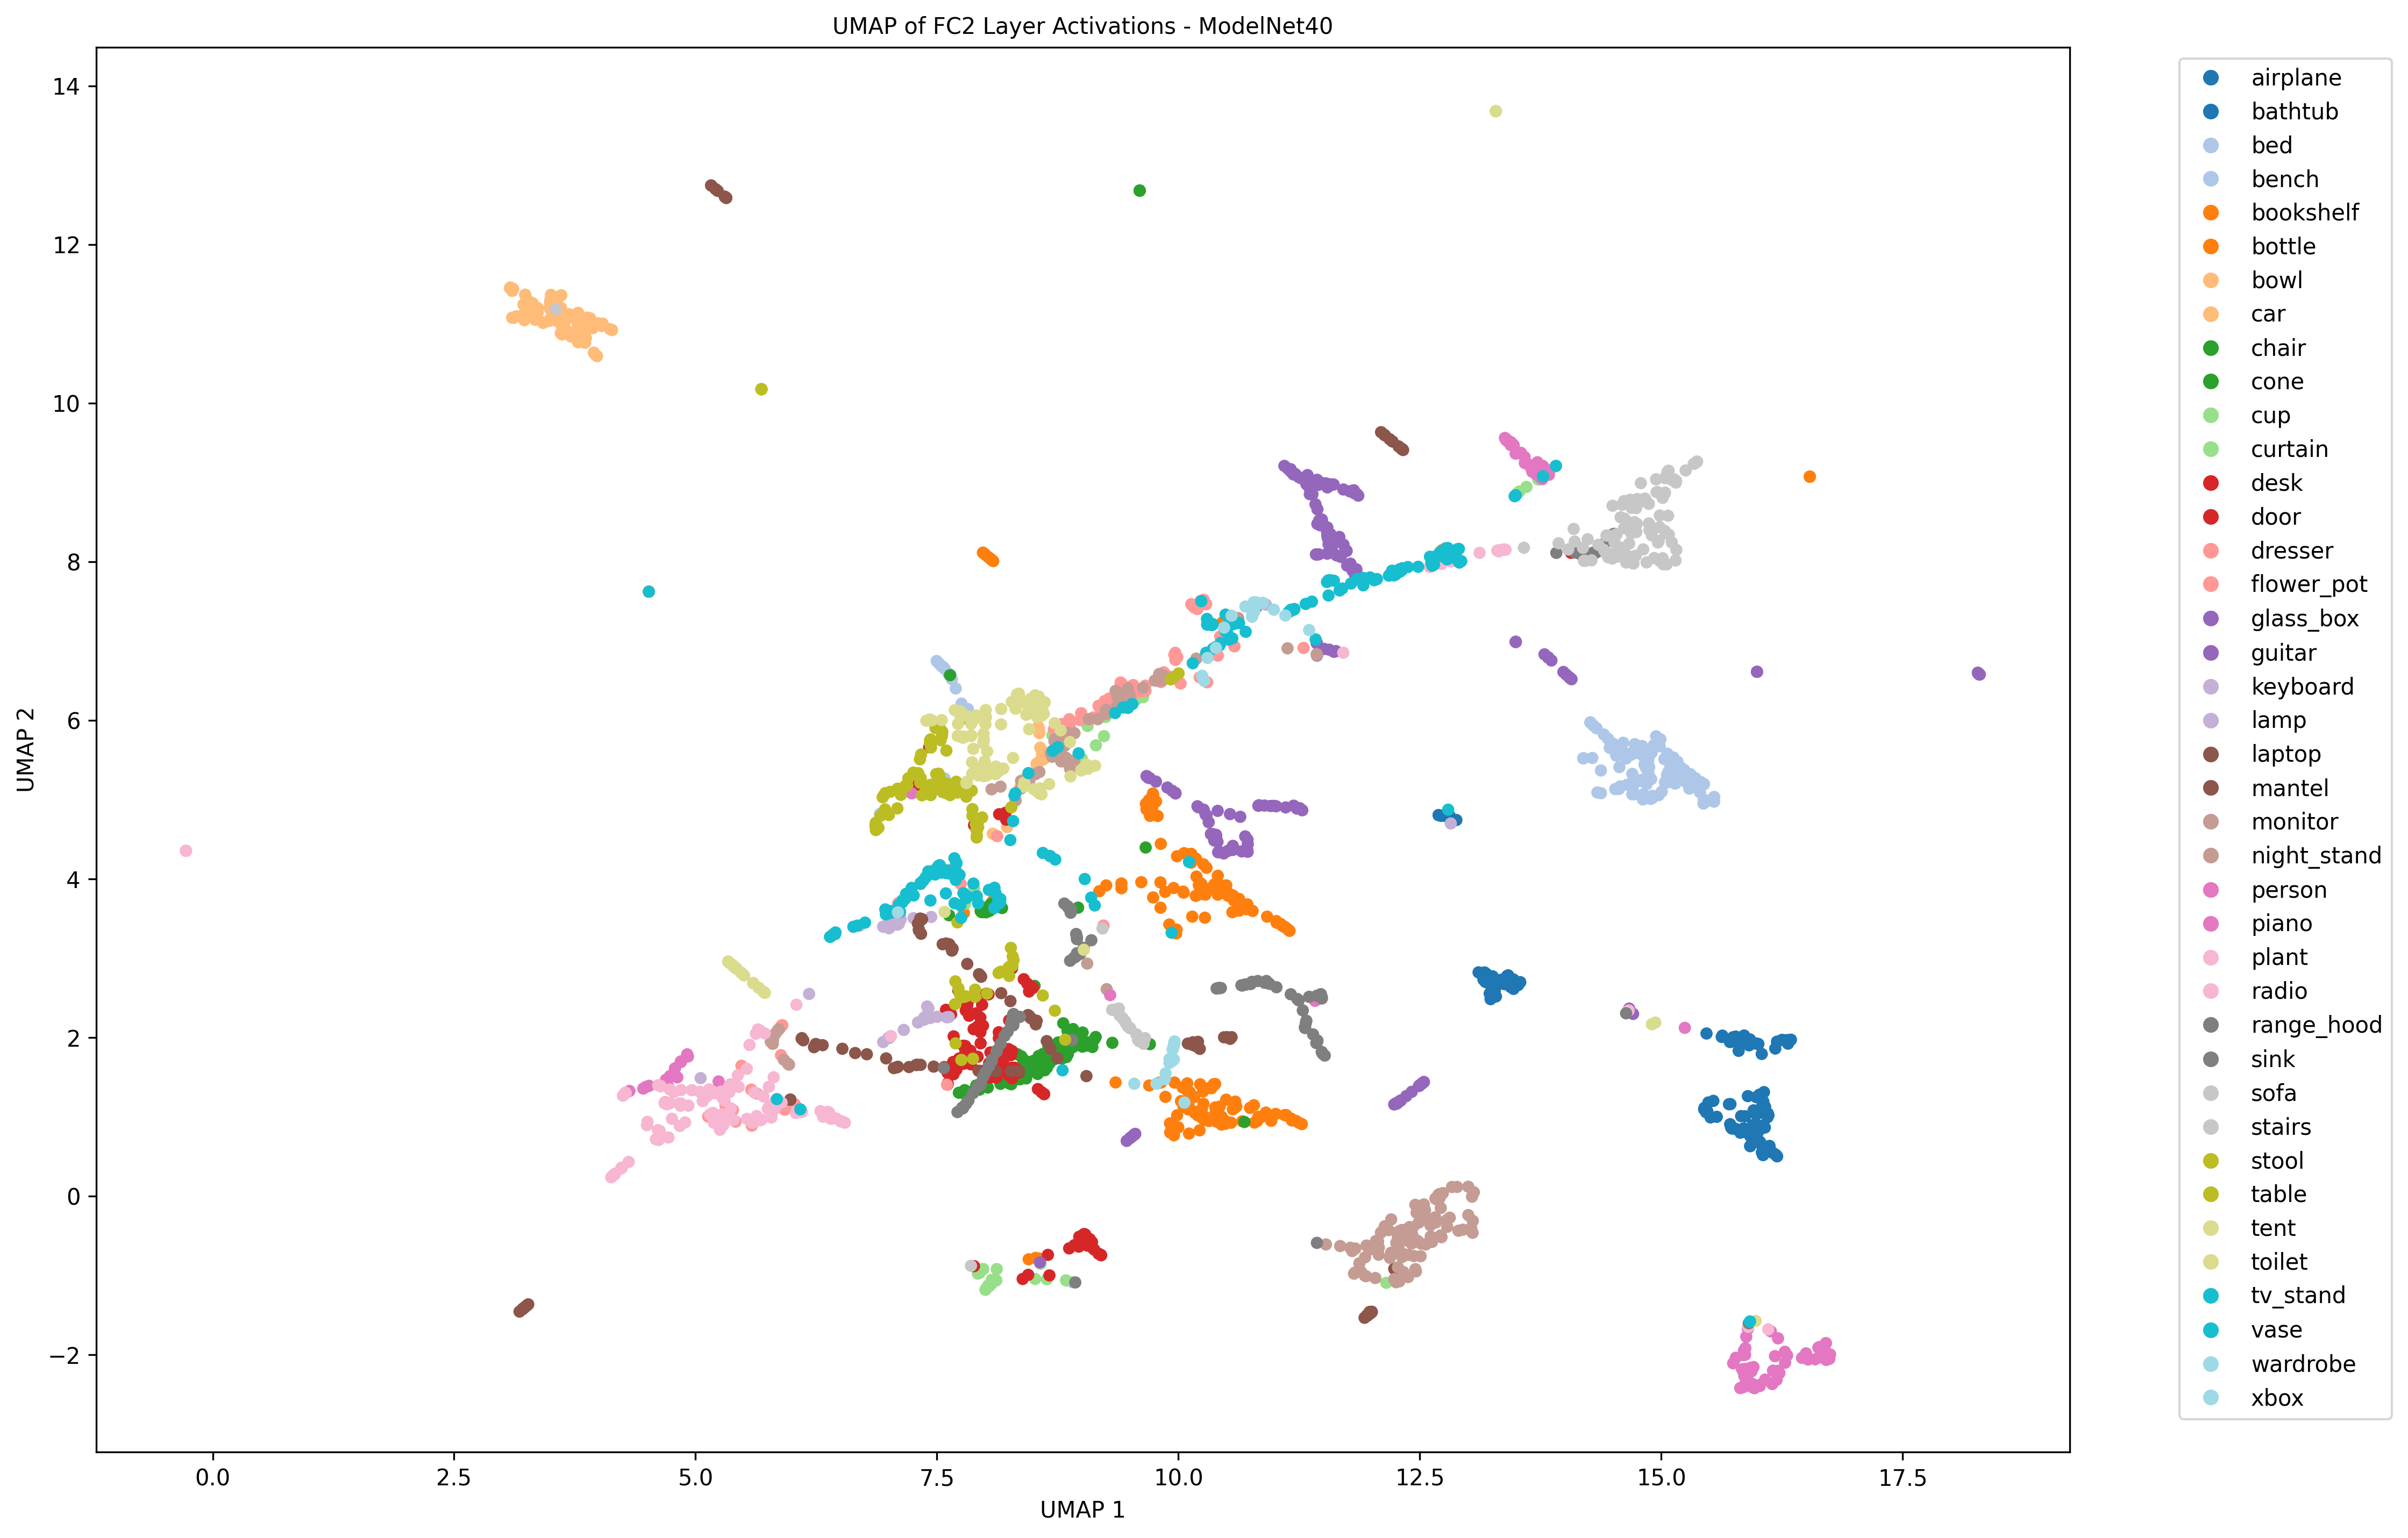 UMAP of FC2 Layer Activations - ModelNet40
14
12
10
8
6
4
2
0
−2
UMAP 2
0.0 2.5 5.0 7.5 10.0 12.5 15.0 17.5
UMAP 1
airplane
bathtub
bed
bench
bookshelf
bottle
bowl
car
chair
cone
cup
curtain
desk
door
dresser
flower_pot
glass_box
guitar
keyboard
lamp
laptop
mantel
monitor
night_stand
person
piano
plant
radio
range_hood
sink
sofa
stairs
stool
table
tent
toilet
tv_stand
vase
wardrobe
xbox